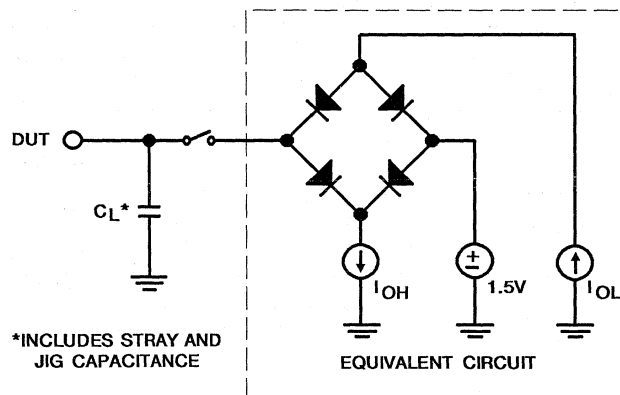 DUT
CL*
+
−
IOH
1.5V
IOL
*INCLUDES STRAY AND
JIG CAPACITANCE
EQUIVALENT CIRCUIT